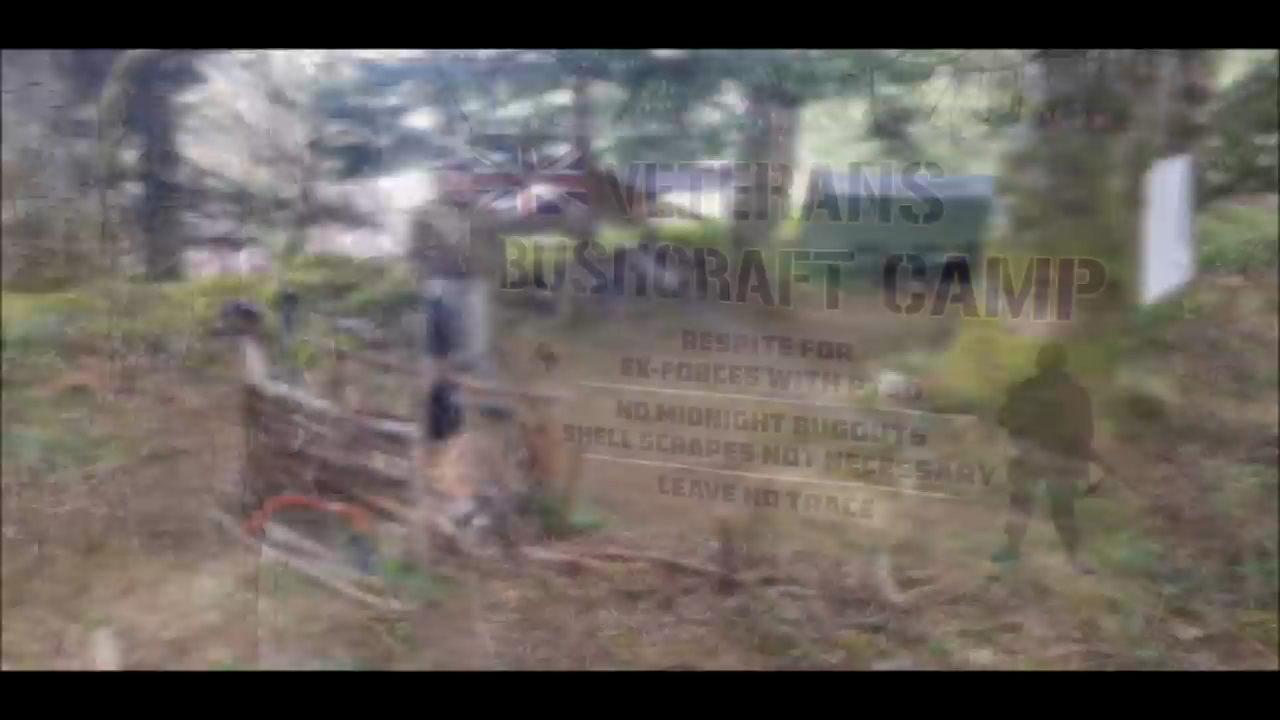 VETERANS
BUSHCRAFT CAMP
RESPITE FOR
EX-FORCES WITH
NO MIDNIGHT BUGOUTS
SHELL SCRAPES NOT NECESSARY
LEAVE NO TRACE